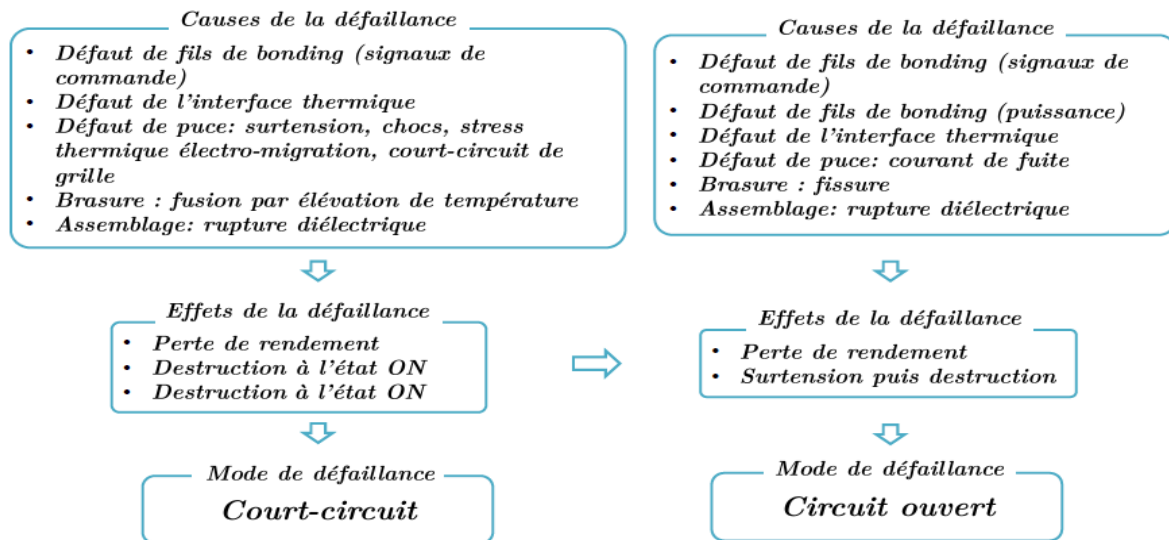 Causes de la défaillance
• Défaut de fils de bonding (signaux de
commande)
• Défaut de l'interface thermique
• Défaut de puce: surtension, chocs, stress
thermique électro-migration, court-circuit de
grille
• Brasure : fusion par élévation de température
• Assemblage: rupture diélectrique
Effets de la défaillance
• Perte de rendement
• Destruction à l'état ON
• Destruction à l'état ON
Mode de défaillance
Court-circuit
Causes de la défaillance
• Défaut de fils de bonding (signaux de
commande)
• Défaut de fils de bonding (puissance)
• Défaut de l'interface thermique
• Défaut de puce: courant de fuite
• Brasure : fissure
• Assemblage: rupture diélectrique
Effets de la défaillance
• Perte de rendement
• Surtension puis destruction
Mode de défaillance
Circuit ouvert